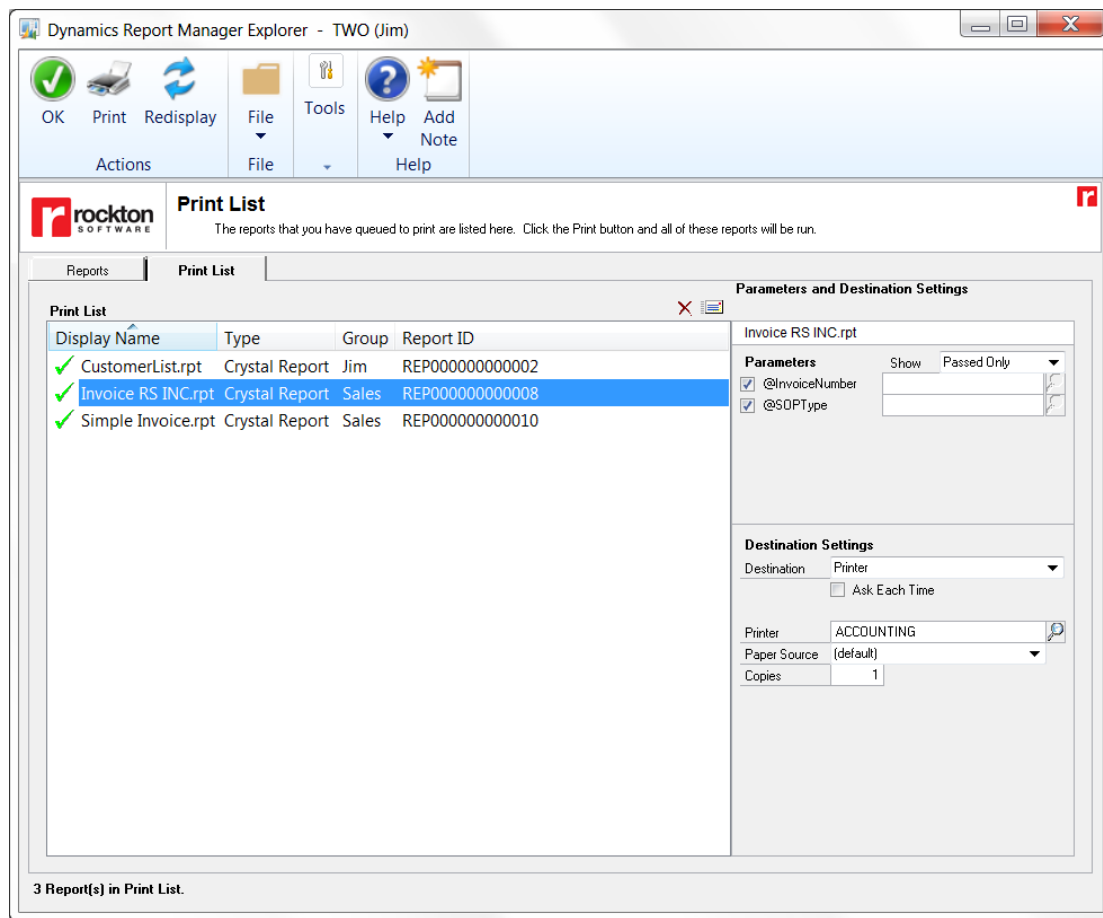 Dynamics Report Manager Explorer - TWO (Jim)
OK Print Redisplay File Tools Help Add Note
Actions File Help
rockton
SOFTWARE
Print List
The reports that you have queued to print are listed here. Click the Print button and all of these reports will be run.
Reports Print List
Print List
Display Name Type Group Report ID
CustomerList.rpt Crystal Report Jim REP000000000002
Invoice RS INC.rpt Crystal Report Sales REP000000000008
Simple Invoice.rpt Crystal Report Sales REP000000000010
Parameters and Destination Settings
Invoice RS INC.rpt
Parameters Show Passed Only
@InvoiceNumber
@SOPType
Destination Settings
Destination Printer
Ask Each Time
Printer ACCOUNTING
Paper Source (default)
Copies 1
3 Report(s) in Print List.